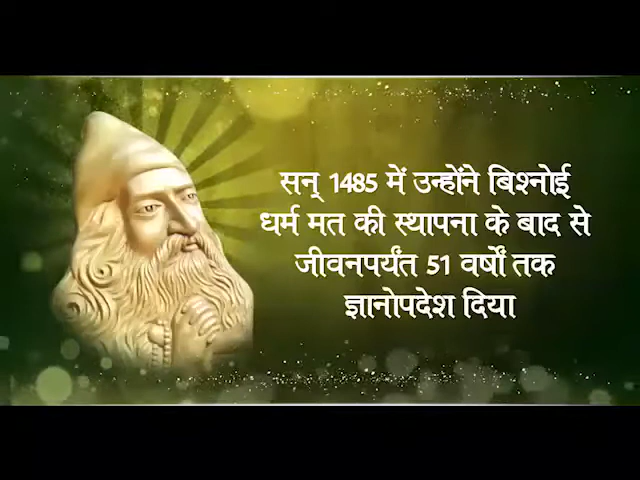 सन् 1485 में उन्होंने बिश्नोई
धर्म मत की स्थापना के बाद से
जीवनपर्यंत 51 वर्षों तक
ज्ञानोपदेश दिया